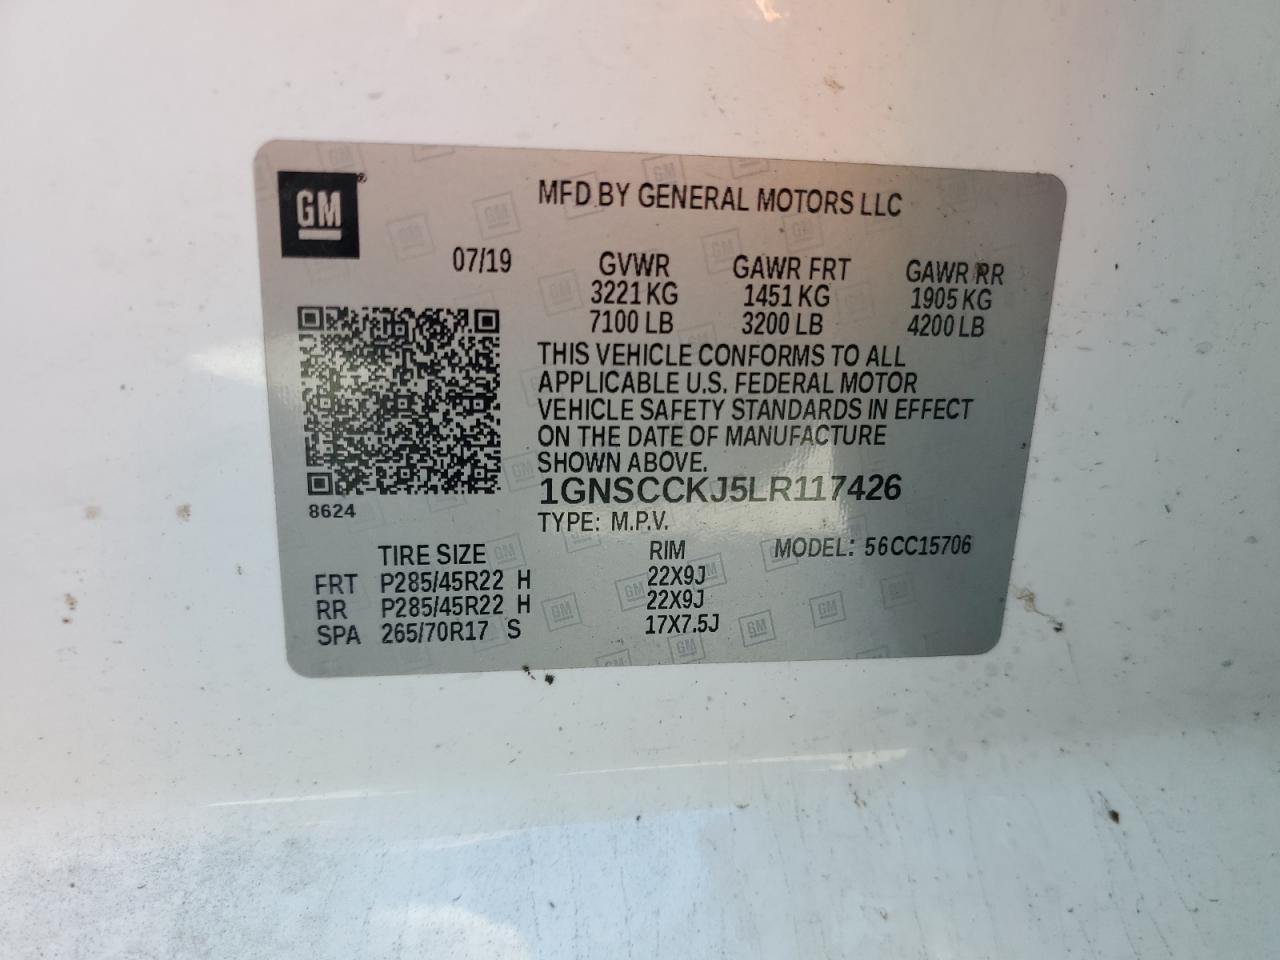 GM®
MFD BY GENERAL MOTORS LLC
07/19
GVWR GAWR FRT GAWR RR
3221 KG 1451 KG 1905 KG
7100 LB 3200 LB 4200 LB
THIS VEHICLE CONFORMS TO ALL
APPLICABLE U.S. FEDERAL MOTOR
VEHICLE SAFETY STANDARDS IN EFFECT
ON THE DATE OF MANUFACTURE
SHOWN ABOVE.
1GNSCCKJ5LR117426
8624
TYPE: M.P.V.
TIRE SIZE RIM MODEL: 56CC15706
FRT P285/45R22 H 22X9J
RR P285/45R22 H 22X9J
SPA 265/70R17 S 17X7.5J